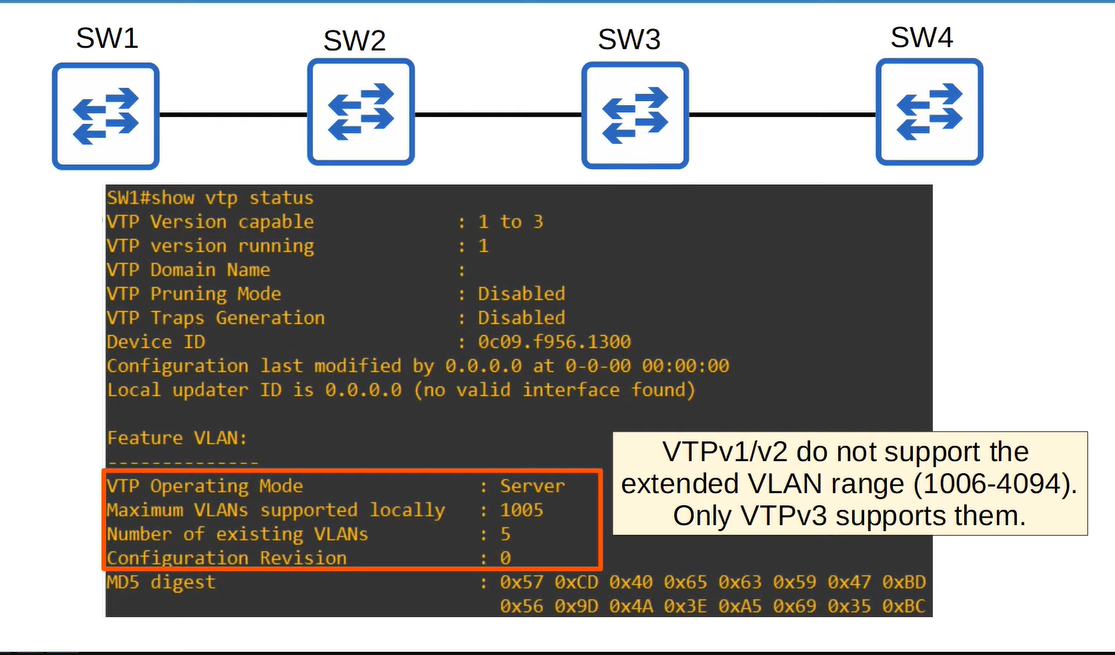 SW1
SW2
SW3
SW4
SW1#show vtp status
VTP Version capable : 1 to 3
VTP version running : 1
VTP Domain Name :
VTP Pruning Mode : Disabled
VTP Traps Generation : Disabled
Device ID : 0c09.f956.1300
Configuration last modified by 0.0.0.0 at 0-0-00 00:00:00
Local updater ID is 0.0.0.0 (no valid interface found)
Feature VLAN:
--------------
VTP Operating Mode : Server
Maximum VLANs supported locally : 1005
Number of existing VLANs : 5
Configuration Revision : 0
MD5 digest : 0x57 0xCD 0x40 0x65 0x63 0x59 0x47 0xBD
0x56 0x9D 0x4A 0x3E 0xA5 0x69 0x35 0xBC
VTPv1/v2 do not support the
extended VLAN range (1006-4094).
Only VTPv3 supports them.